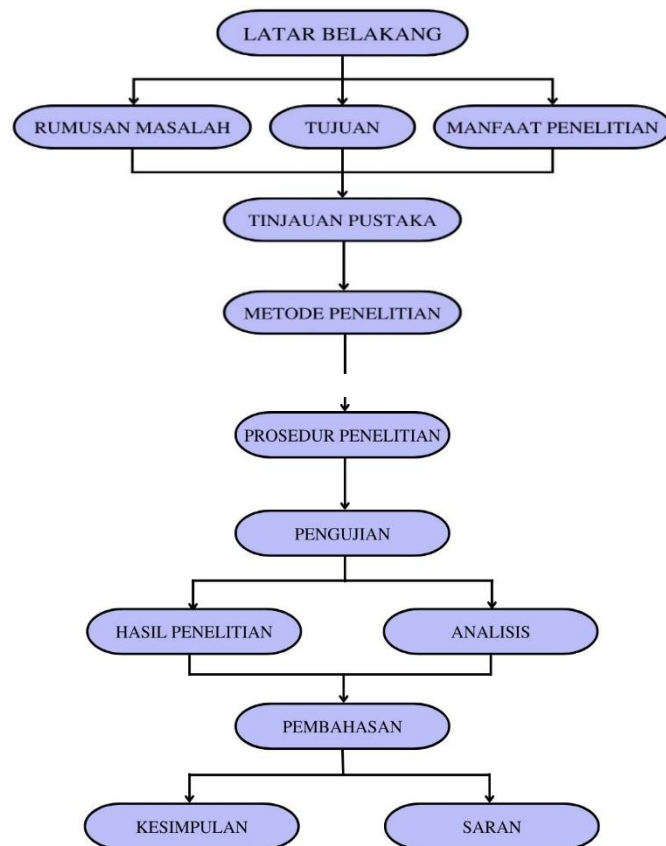 LATAR BELAKANG
RUMUSAN MASALAH
TUJUAN
MANFAAT PENELITIAN
TINJAUAN PUSTAKA
METODE PENELITIAN
PROSEDUR PENELITIAN
PENGUJIAN
HASIL PENELITIAN
ANALISIS
PEMBAHASAN
KESIMPULAN
SARAN